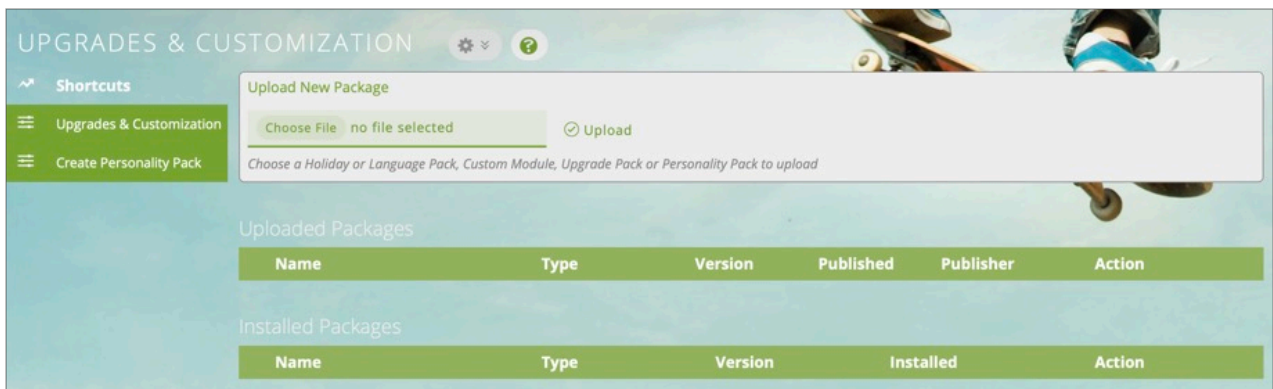 UPGRADES & CUSTOMIZATION
Shortcuts
Upgrades & Customization
Create Personality Pack
Upload New Package
Choose File no file selected
Upload
Choose a Holiday or Language Pack, Custom Module, Upgrade Pack or Personality Pack to upload
Uploaded Packages
Name Type Version Published Publisher Action
Installed Packages
Name Type Version Installed Action